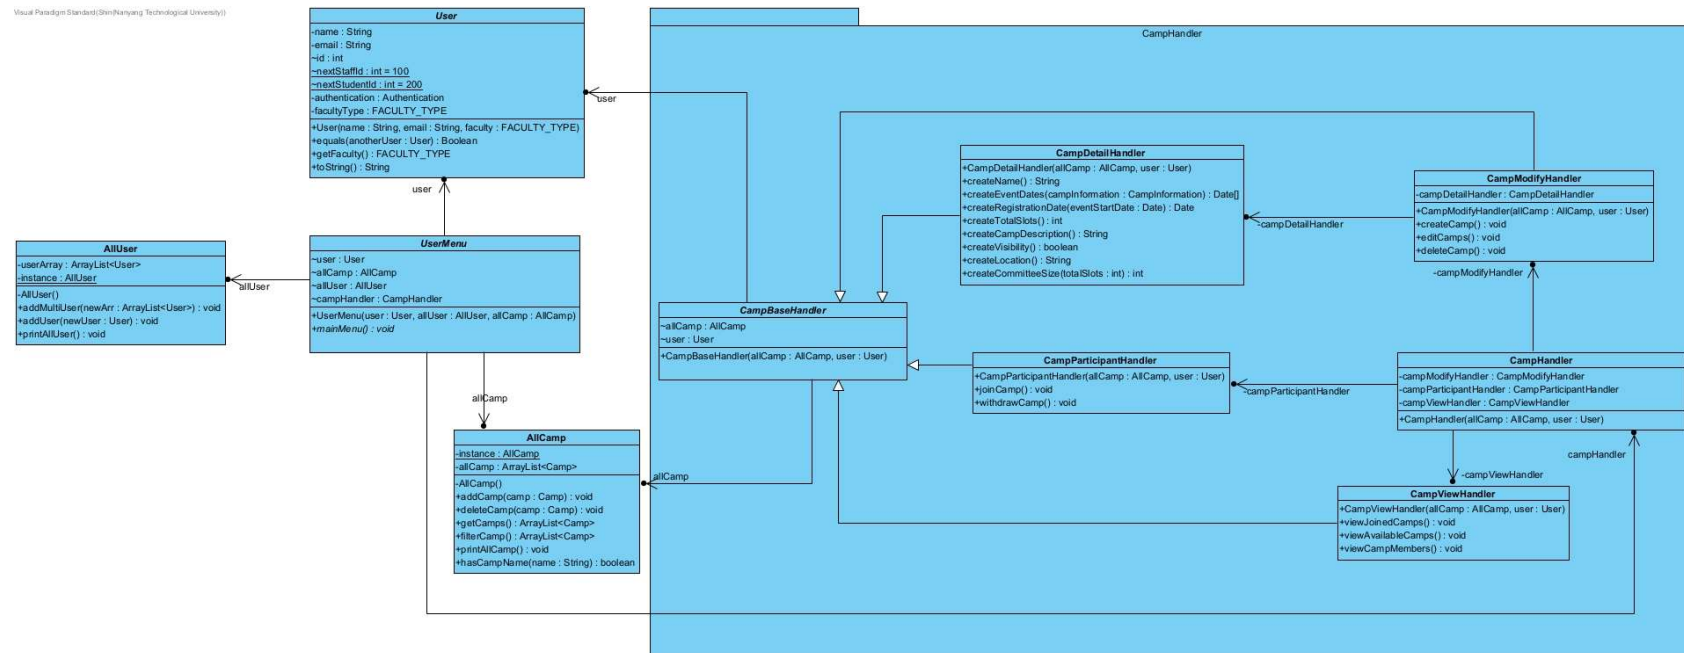 Visual Paradigm Standard(Shin(Nanyang Technological University))
User
-name : String
-email : String
~id : int
~nextStaffId : int = 100
~nextStudentId : int = 200
-authentication : Authentication
-facultyType : FACULTY_TYPE
+User(name : String, email : String, faculty : FACULTY_TYPE)
+equals(anotherUser : User) : Boolean
+getFaculty() : FACULTY_TYPE
+toString() : String
user
user
AllUser
-userArray : ArrayList<User>
-instance : AllUser
-AllUser()
+addMultiUser(newArr : ArrayList<User>) : void
+addUser(newUser : User) : void
+printAllUser() : void
allUser
UserMenu
~user : User
~allCamp : AllCamp
~allUser : AllUser
~campHandler : CampHandler
+UserMenu(user : User, allUser : AllUser, allCamp : AllCamp)
+mainMenu() : void
allCamp
AllCamp
-instance : AllCamp
-allCamp : ArrayList<Camp>
-AllCamp()
+addCamp(camp : Camp) : void
+deleteCamp(camp : Camp) : void
+getCamps() : ArrayList<Camp>
+filterCamp() : ArrayList<Camp>
+printAllCamp() : void
+hasCampName(name : String) : boolean
allCamp
CampHandler
CampBaseHandler
~allCamp : AllCamp
~user : User
+CampBaseHandler(allCamp : AllCamp, user : User)
CampDetailHandler
+CampDetailHandler(allCamp : AllCamp, user : User)
+createName() : String
+createEventDates(campInformation : CampInformation) : Date[]
+createRegistrationDate(eventStartDate : Date) : Date
+createTotalSlots() : int
+createCampDescription() : String
+createVisibility() : boolean
+createLocation() : String
+createCommitteeSize(totalSlots : int) : int
-campDetailHandler
CampModifyHandler
-campDetailHandler : CampDetailHandler
+CampModifyHandler(allCamp : AllCamp, user : User)
+createCamp() : void
+editCamps() : void
+deleteCamp() : void
-campModifyHandler
CampParticipantHandler
+CampParticipantHandler(allCamp : AllCamp, user : User)
+joinCamp() : void
+withdrawCamp() : void
-campParticipantHandler
CampHandler
-campModifyHandler : CampModifyHandler
-campParticipantHandler : CampParticipantHandler
-campViewHandler : CampViewHandler
+CampHandler(allCamp : AllCamp, user : User)
campHandler
-campViewHandler
CampViewHandler
+CampViewHandler(allCamp : AllCamp, user : User)
+viewJoinedCamps() : void
+viewAvailableCamps() : void
+viewCampMembers() : void